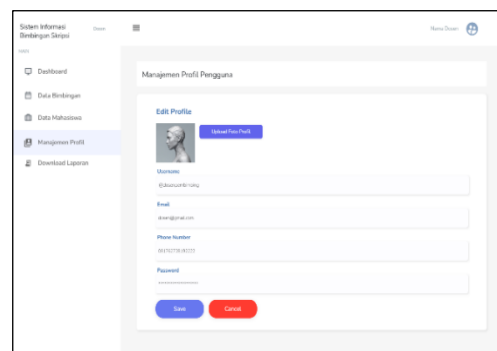 Sistem Informasi
Bimbingan Skripsi
Dosen
Nama Dosen
Dashboard
Manajemen Profil Pengguna
Data Bimbingan
Data Mahasiswa
Manajemen Profil
Download Laporan
Edit Profile
Upload Foto Profil
Username
Email
dosen@gmail.com
Phone Number
Password
Save
Cancel